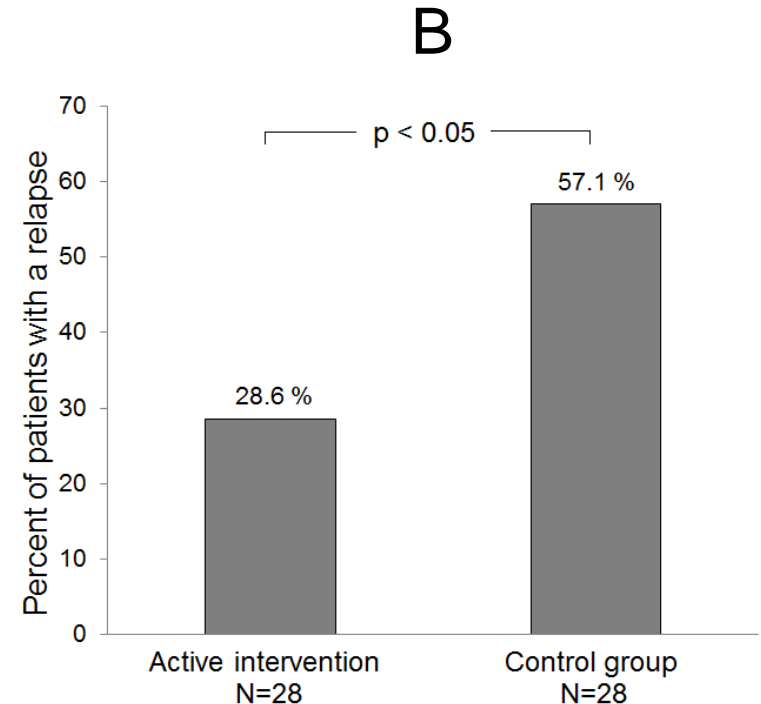 B
Percent of patients with a relapse
70
60
50
40
30
20
10
0
p < 0.05
57.1 %
28.6 %
Active intervention
N=28
Control group
N=28